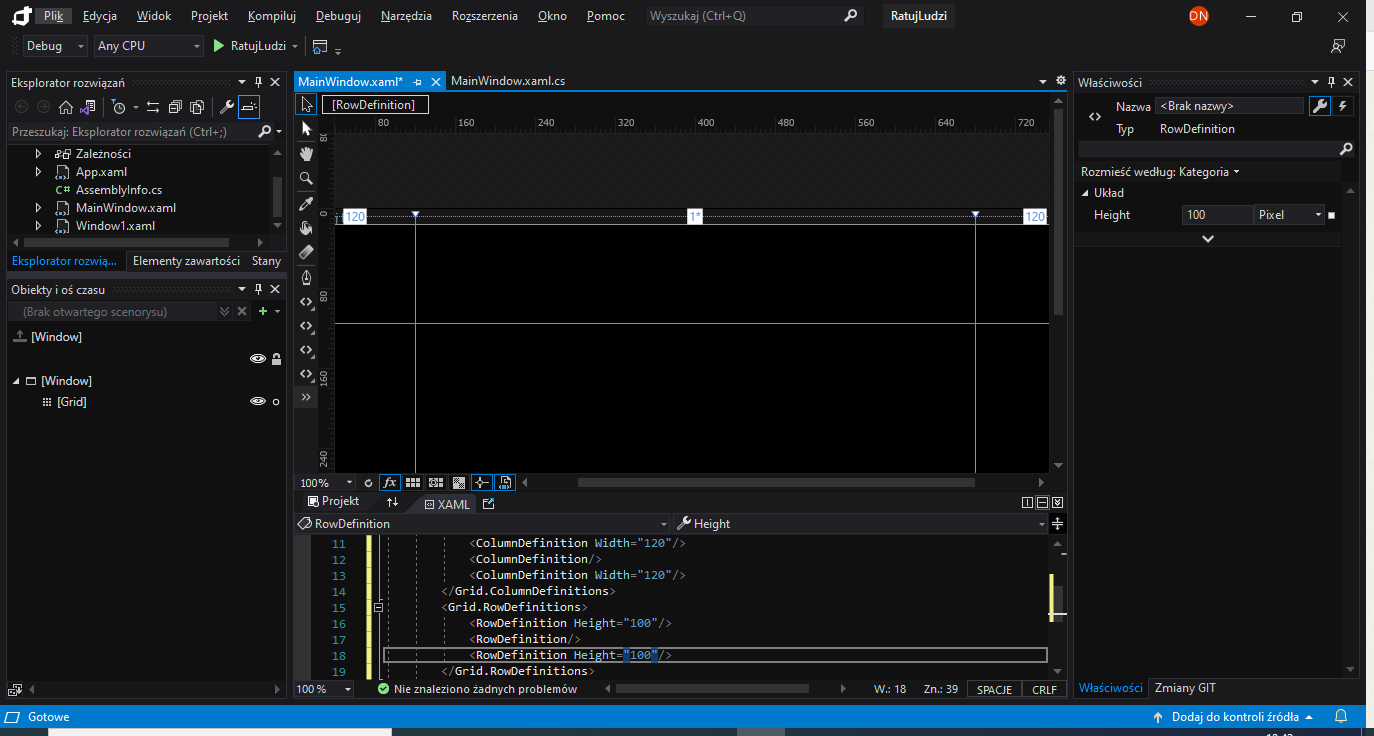 Plik Edycja Widok Projekt Kompiluj Debuguj Narzędzia Rozszerzenia Okno Pomoc Wyszukaj (Ctrl+Q) RatujLudzi DN
Debug Any CPU RatujLudzi
Eksplorator rozwiązań
Przeszukaj: Eksplorator rozwiązań (Ctrl+;)
Zależności
App.xaml
C# AssemblyInfo.cs
MainWindow.xaml
Window1.xaml
Eksplorator rozwią... Elementy zawartości Stany
Obiekty i oś czasu
(Brak otwartego scenorysu)
[Window]
[Window]
[Grid]
MainWindow.xaml* MainWindow.xaml.cs
[RowDefinition]
80 160 240 320 400 480 560 640 720
80
0
80
160
240
120 1* 120
100% fx
Projekt XAML
RowDefinition Height
11 <ColumnDefinition Width="120"/>
12 <ColumnDefinition/>
13 <ColumnDefinition Width="120"/>
14 </Grid.ColumnDefinitions>
15 <Grid.RowDefinitions>
16 <RowDefinition Height="100"/>
17 <RowDefinition/>
18 <RowDefinition Height="100"/>
19 </Grid.RowDefinitions>
100 % Nie znaleziono żadnych problemów W.: 18 Zn.: 39 SPACJE CRLF
Właściwości
Nazwa <Brak nazwy>
Typ RowDefinition
Rozmieść według: Kategoria
Układ
Height 100 Pixel
Właściwości Zmiany GIT
Gotowe Dodaj do kontroli źródła